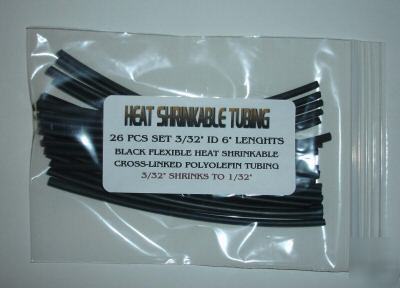 HEAT SHRINKABLE TUBING
26 PCS SET 3/32" ID 6" LENGHTS
BLACK FLEXIBLE HEAT SHRINKABLE
CROSS-LINKED POLYOLEFIN TUBING
3/32" SHRINKS TO 1/32"